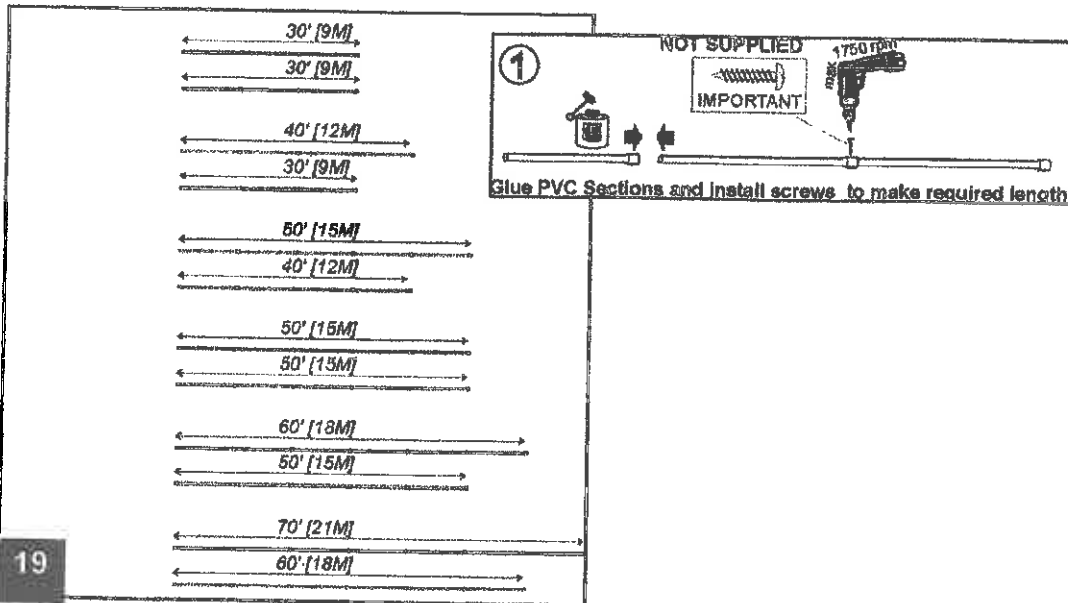 30' [9M]
30' [9M]
40' [12M]
30' [9M]
50' [15M]
40' [12M]
50' [15M]
50' [15M]
60' [18M]
50' [15M]
70' [21M]
60' [18M]
19
1
NOT SUPPLIED
IMPORTANT
max 1750 rpm
Glue PVC Sections and install screws to make required length